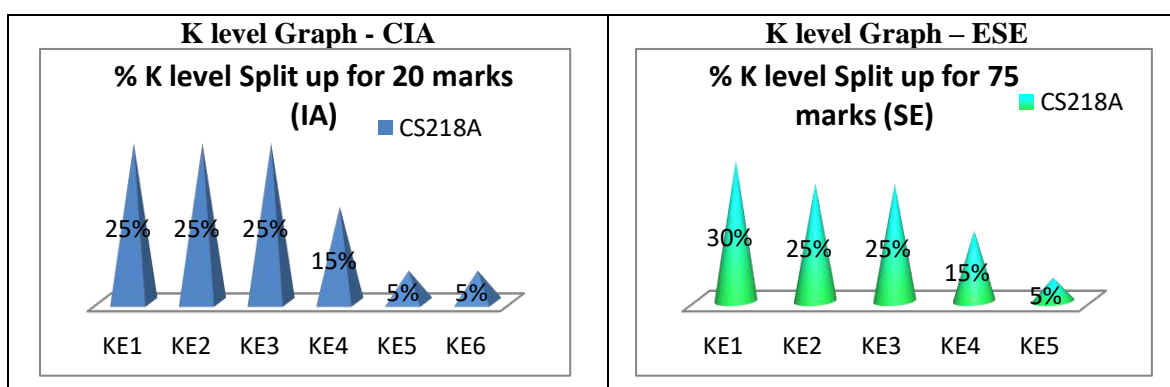 K level Graph - CIA
% K level Split up for 20 marks
(IA)
CS218A
25%
25%
25%
15%
5%
5%
KE1
KE2
KE3
KE4
KE5
KE6
K level Graph – ESE
% K level Split up for 75
marks (SE)
CS218A
30%
25%
25%
15%
5%
KE1
KE2
KE3
KE4
KE5